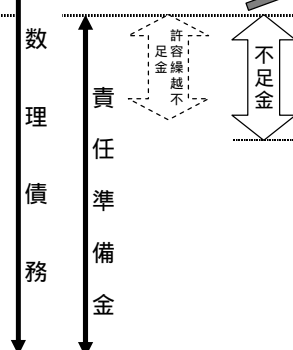 数理債務
責任準備金
許容繰越不
足金
不足金